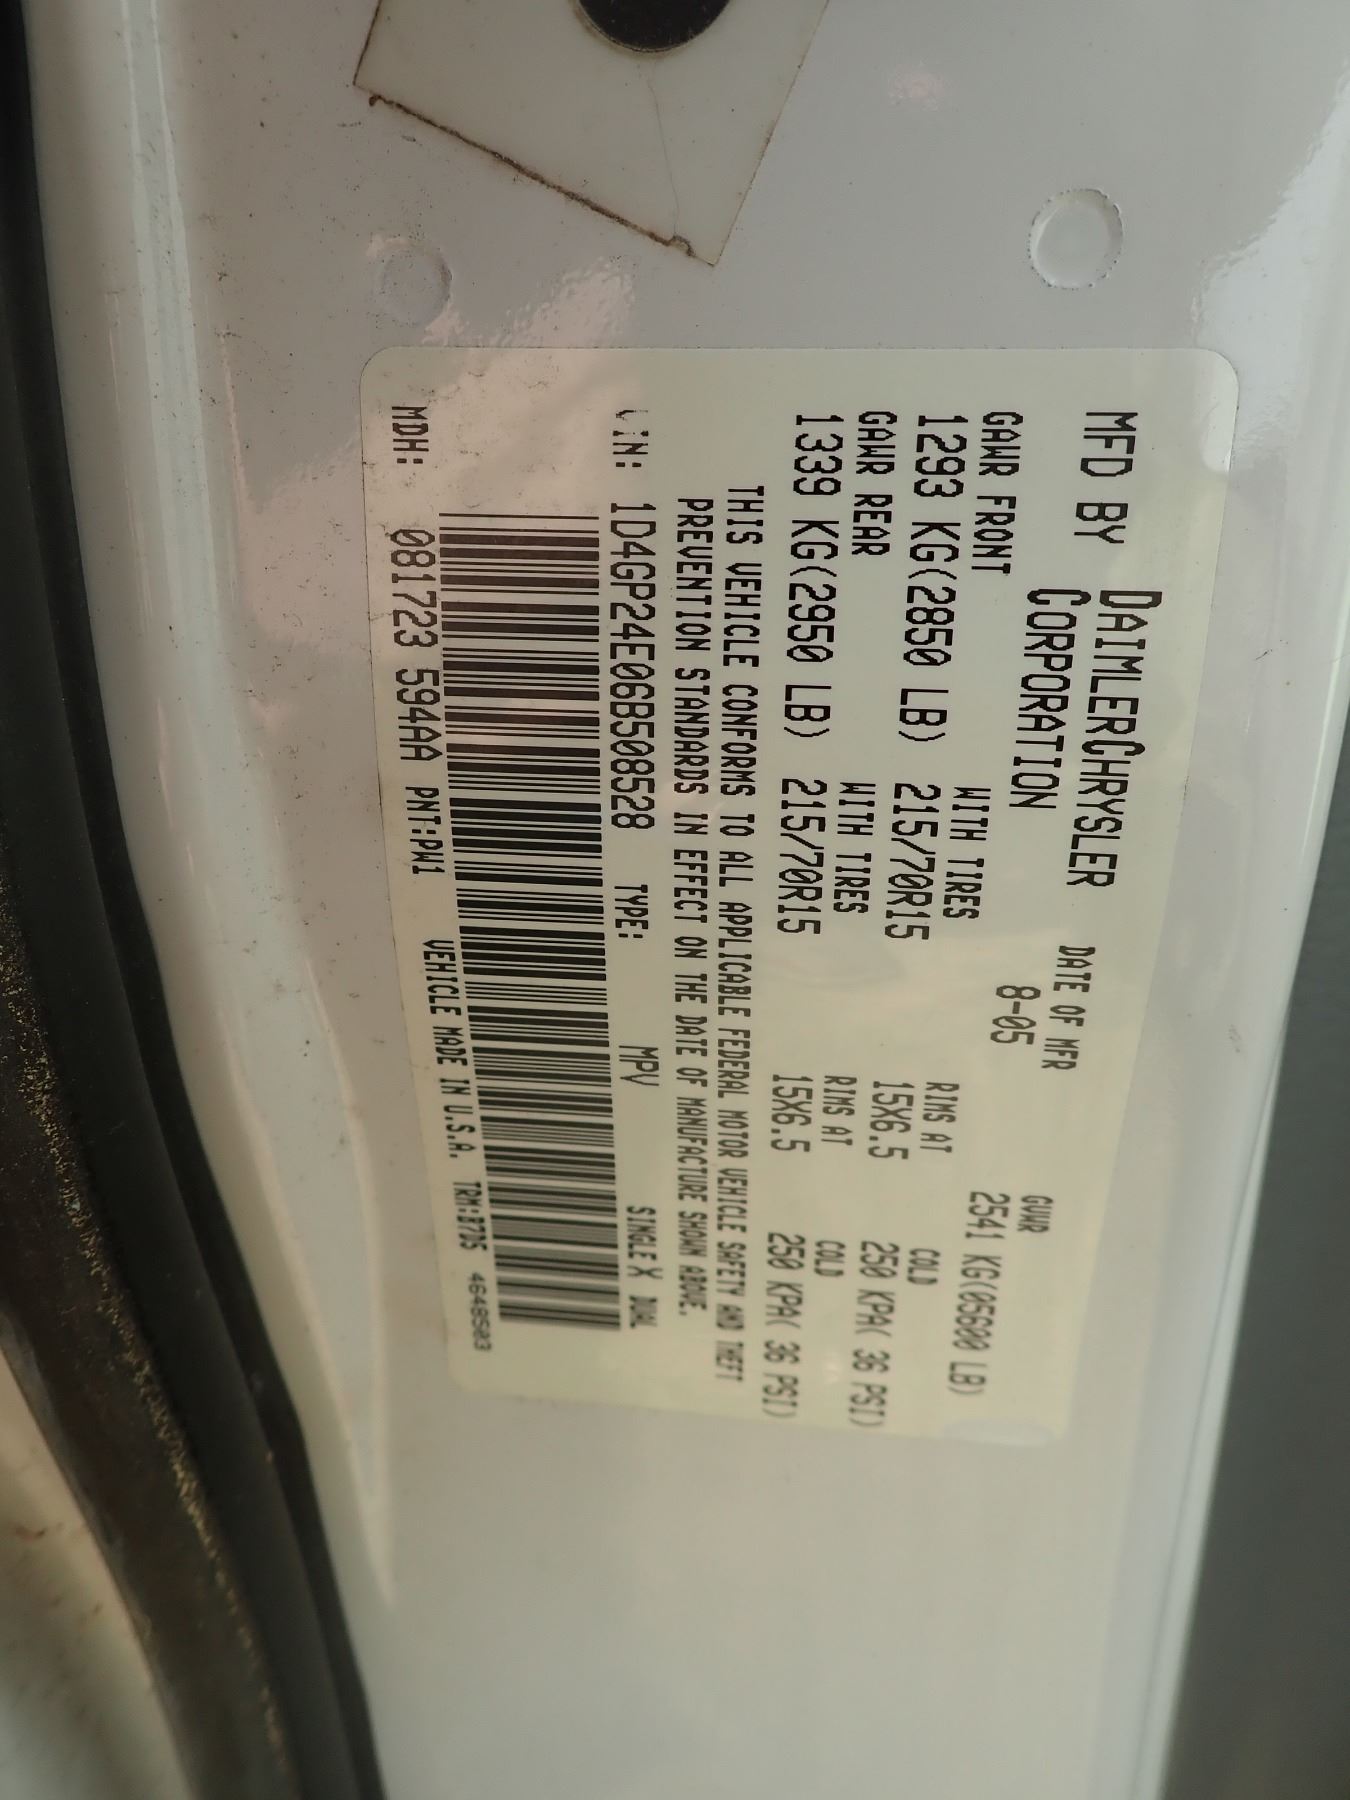 MFD BY DAIMLERCHRYSLER CORPORATION
DATE OF MFR 8-05
GVWR 2541 KG(05600 LB)
GAWR FRONT WITH TIRES RIMS AT COLD
1293 KG(2850 LB) 215/70R15 15X6.5 250 KPA( 36 PSI)
GAWR REAR WITH TIRES RIMS AT COLD
1339 KG(2950 LB) 215/70R15 15X6.5 250 KPA( 36 PSI)
THIS VEHICLE CONFORMS TO ALL APPLICABLE FEDERAL MOTOR VEHICLE SAFETY AND THEFT
PREVENTION STANDARDS IN EFFECT ON THE DATE OF MANUFACTURE SHOWN ABOVE.
VIN: 1D4GP24E06B508528 TYPE: MPV SINGLE X DUAL
MDH: 081723 594AA PNT:PW1 VEHICLE MADE IN U.S.A. TRM:B7D5 4648503